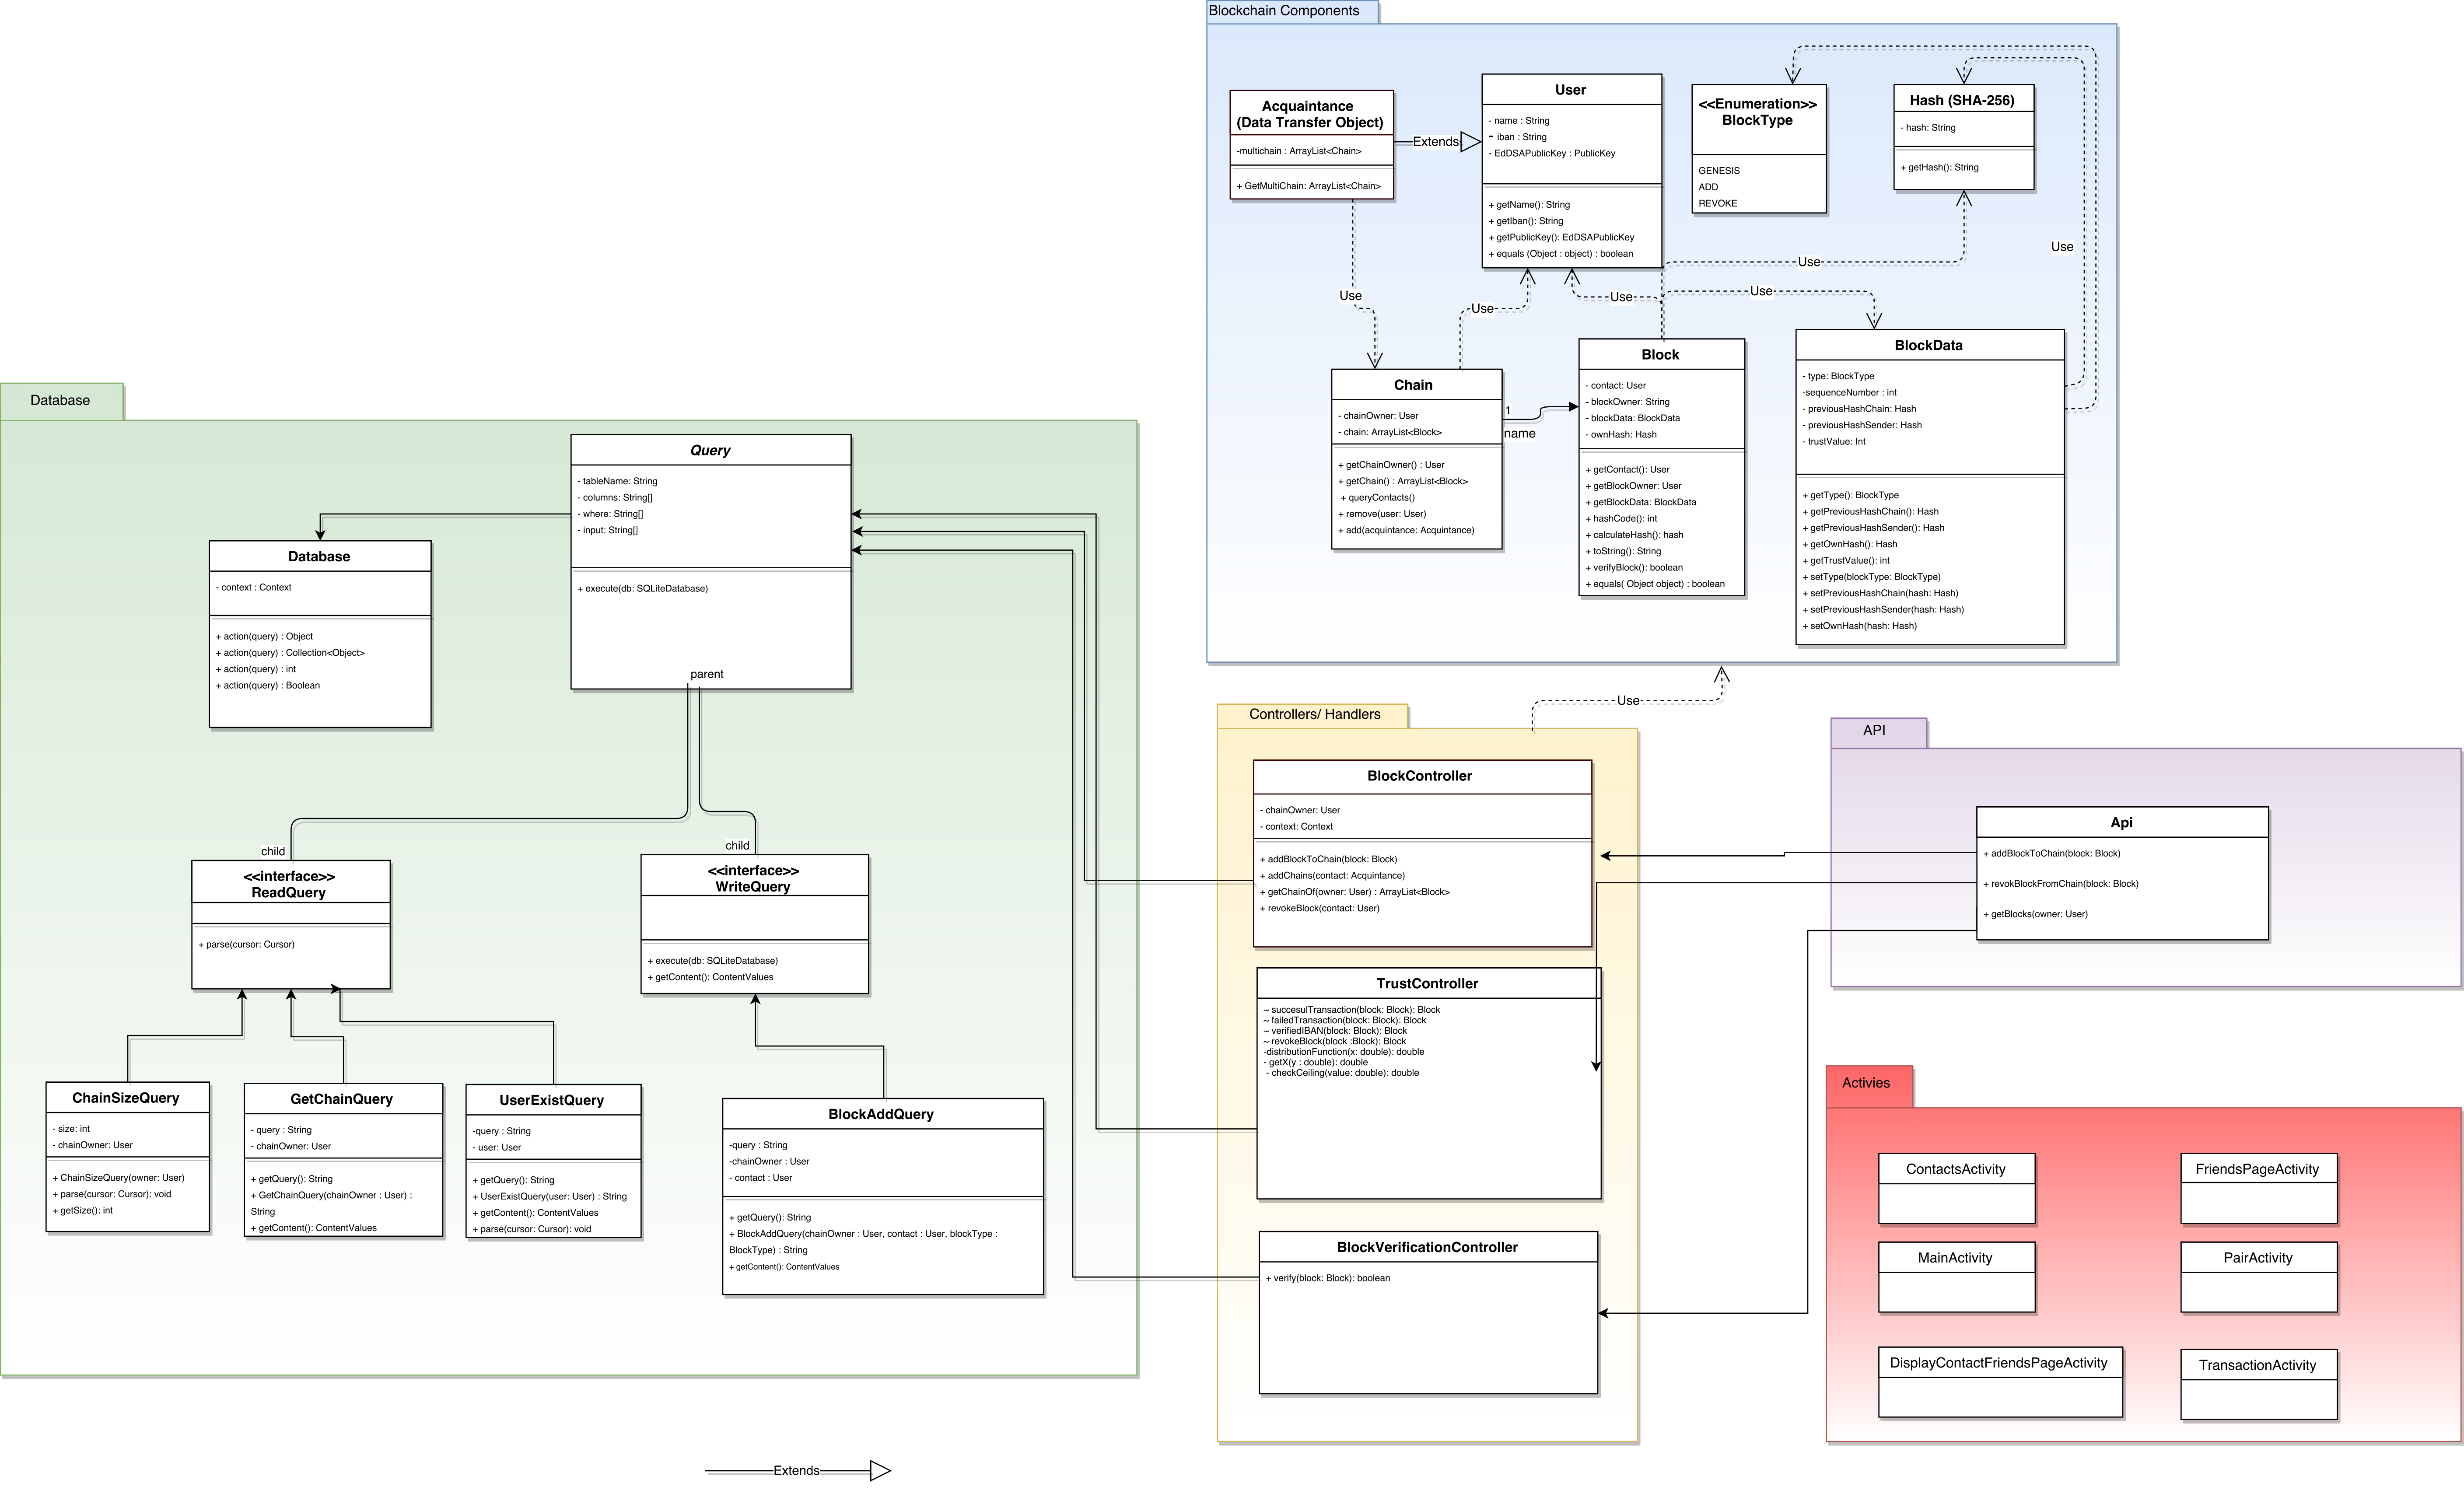 Blockchain Components
Acquaintance
(Data Transfer Object)
-multichain : ArrayList<Chain>
+ GetMultiChain: ArrayList<Chain>
Extends
User
- name : String
- iban : String
- EdDSAPublicKey : PublicKey
+ getName(): String
+ getIban(): String
+ getPublicKey(): EdDSAPublicKey
+ equals (Object : object) : boolean
<<Enumeration>>
BlockType
GENESIS
ADD
REVOKE
Hash (SHA-256)
- hash: String
+ getHash(): String
Use
Use
Use
Use
Use
Use
Chain
- chainOwner: User
- chain: ArrayList<Block>
+ getChainOwner() : User
+ getChain() : ArrayList<Block>
+ queryContacts()
+ remove(user: User)
+ add(acquintance: Acquintance)
1
name
Block
- contact: User
- blockOwner: String
- blockData: BlockData
- ownHash: Hash
+ getContact(): User
+ getBlockOwner: User
+ getBlockData: BlockData
+ hashCode(): int
+ calculateHash(): hash
+ toString(): String
+ verifyBlock(): boolean
+ equals( Object object) : boolean
BlockData
- type: BlockType
-sequenceNumber : int
- previousHashChain: Hash
- previousHashSender: Hash
- trustValue: Int
+ getType(): BlockType
+ getPreviousHashChain(): Hash
+ getPreviousHashSender(): Hash
+ getOwnHash(): Hash
+ getTrustValue(): int
+ setType(blockType: BlockType)
+ setPreviousHashChain(hash: Hash)
+ setPreviousHashSender(hash: Hash)
+ setOwnHash(hash: Hash)
Database
Query
- tableName: String
- columns: String[]
- where: String[]
- input: String[]
+ execute(db: SQLiteDatabase)
parent
Database
- context : Context
+ action(query) : Object
+ action(query) : Collection<Object>
+ action(query) : int
+ action(query) : Boolean
child
<<interface>>
ReadQuery
+ parse(cursor: Cursor)
child
<<interface>>
WriteQuery
+ execute(db: SQLiteDatabase)
+ getContent(): ContentValues
ChainSizeQuery
- size: int
- chainOwner: User
+ ChainSizeQuery(owner: User)
+ parse(cursor: Cursor): void
+ getSize(): int
GetChainQuery
- query : String
- chainOwner: User
+ getQuery(): String
+ GetChainQuery(chainOwner : User) :
String
+ getContent(): ContentValues
UserExistQuery
-query : String
- user: User
+ getQuery(): String
+ UserExistQuery(user: User) : String
+ getContent(): ContentValues
+ parse(cursor: Cursor): void
BlockAddQuery
-query : String
-chainOwner : User
- contact : User
+ getQuery(): String
+ BlockAddQuery(chainOwner : User, contact : User, blockType :
BlockType) : String
+ getContent(): ContentValues
Use
Controllers/ Handlers
BlockController
- chainOwner: User
- context: Context
+ addBlockToChain(block: Block)
+ addChains(contact: Acquintance)
+ getChainOf(owner: User) : ArrayList<Block>
+ revokeBlock(contact: User)
TrustController
~ succesulTransaction(block: Block): Block
~ failedTransaction(block: Block): Block
~ verifiedIBAN(block: Block): Block
~ revokeBlock(block :Block): Block
-distributionFunction(x: double): double
- getX(y : double): double
- checkCeiling(value: double): double
BlockVerificationController
+ verify(block: Block): boolean
API
Api
+ addBlockToChain(block: Block)
+ revokBlockFromChain(block: Block)
+ getBlocks(owner: User)
Activies
ContactsActivity
FriendsPageActivity
MainActivity
PairActivity
DisplayContactFriendsPageActivity
TransactionActivity
Extends